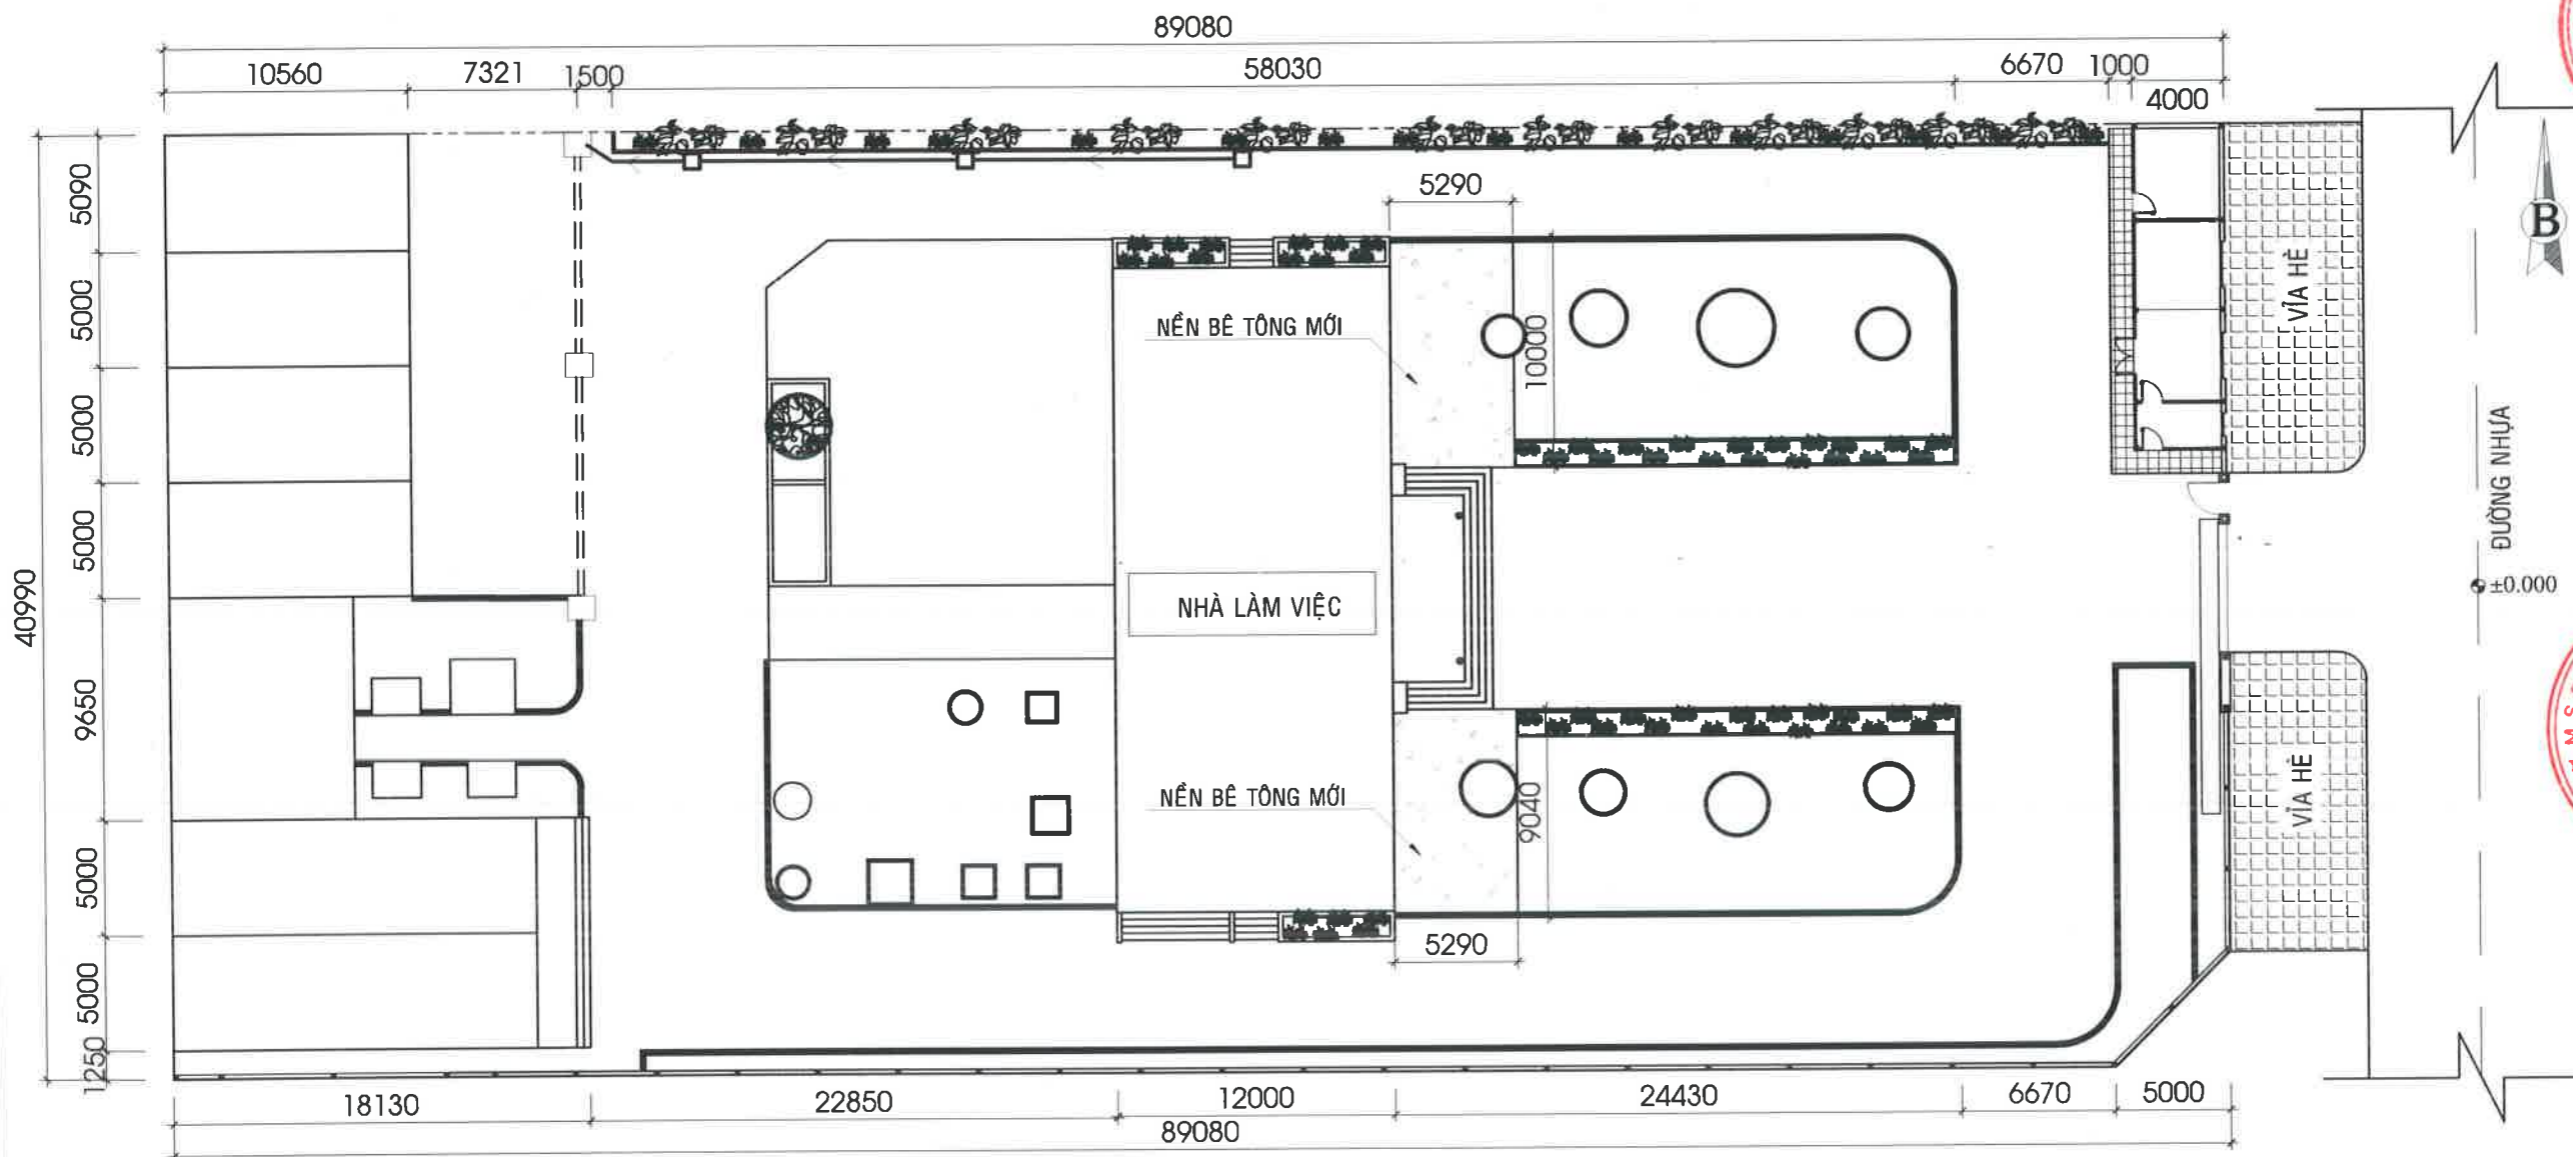 89080
10560 7321 1500 58030 6670 1000
4000
5290
5090
5000
5000
5000
9650
5000
5000
1250
40990
NỀN BÊ TÔNG MỚI
10000
VỈA HÈ
B
ĐƯỜNG NHỰA
±0.000
NHÀ LÀM VIỆC
NỀN BÊ TÔNG MỚI
9040
VỈA HÈ
5290
18130 22850 12000 24430 6670 5000
89080